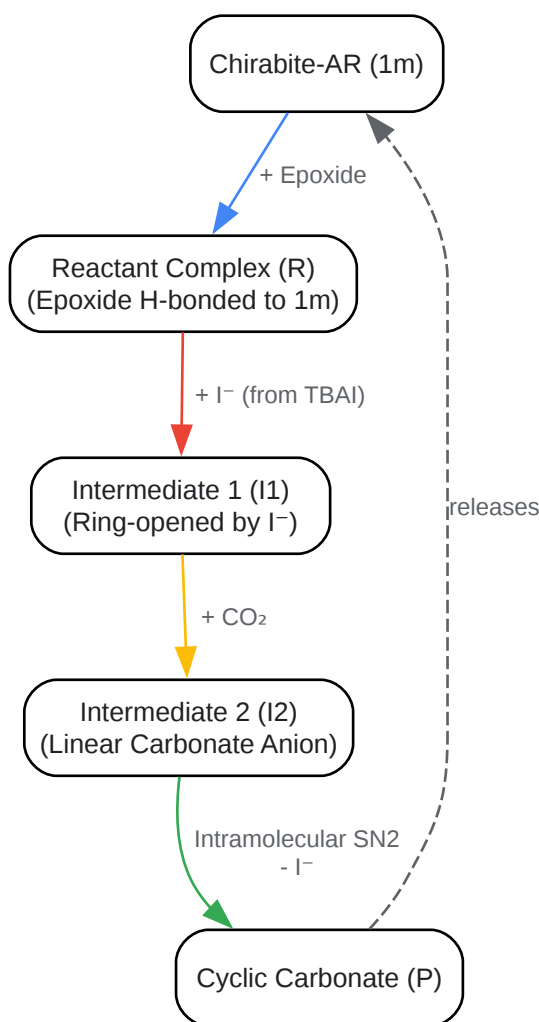 Chirabite-AR (1m)
+ Epoxide
Reactant Complex (R)
(Epoxide H-bonded to 1m)
+ I⁻ (from TBAI)
Intermediate 1 (I1)
(Ring-opened by I⁻)
releases
+ CO₂
Intermediate 2 (I2)
(Linear Carbonate Anion)
Intramolecular SN2
- I⁻
Cyclic Carbonate (P)